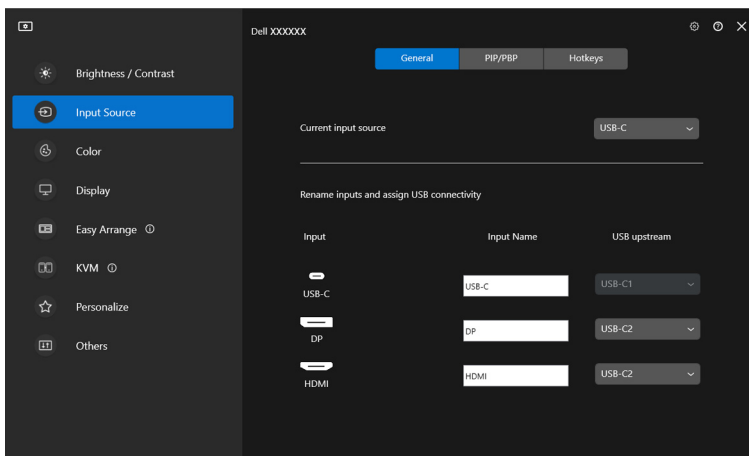 Dell XXXXXX
General PIP/PBP Hotkeys
Brightness / Contrast
Input Source
Color
Display
Easy Arrange
KVM
Personalize
Others
Current input source USB-C
Rename inputs and assign USB connectivity
Input Input Name USB upstream
USB-C USB-C USB-C1
DP DP USB-C2
HDMI HDMI USB-C2